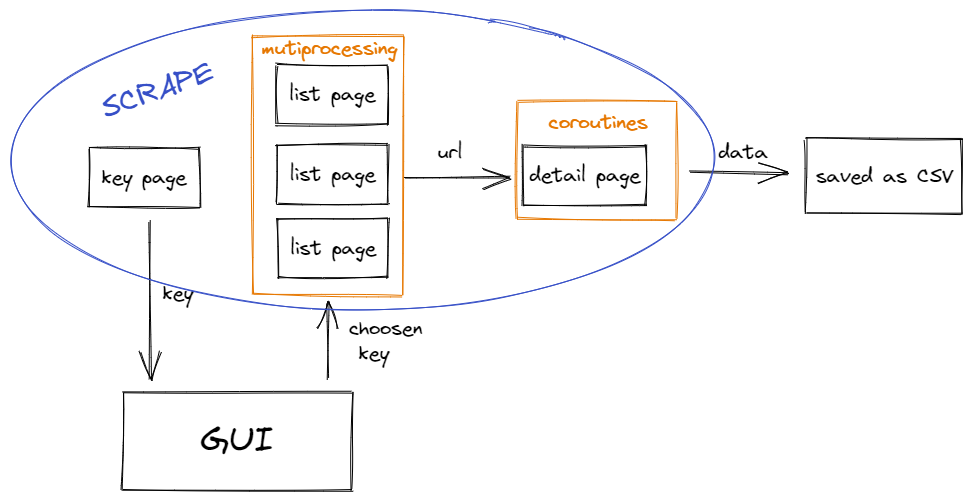 mutiprocessing
SCRAPE
list page
coroutines
url
data
key page
list page
detail page
saved as CSV
list page
key
choosen
key
GUI